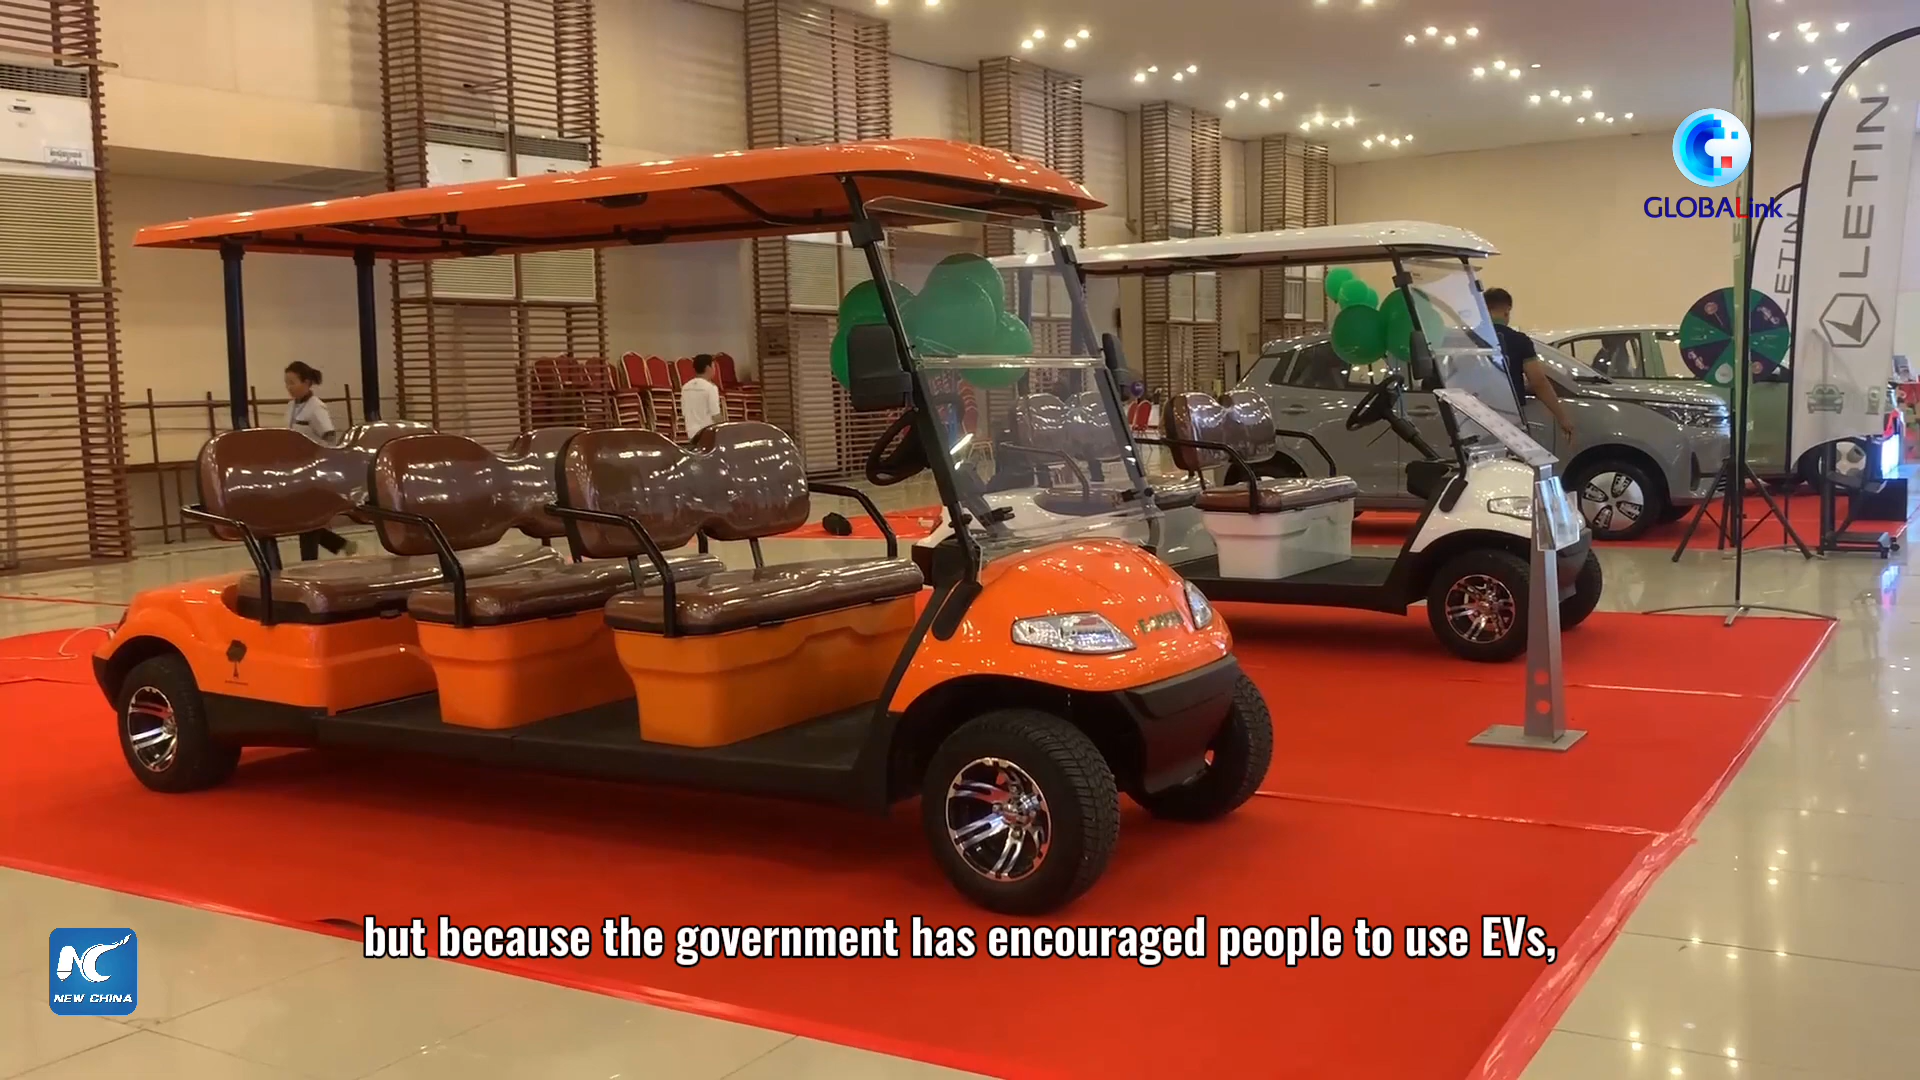 GLOBALink
LETIN
LETIN
but because the government has encouraged people to use EVs,
NEW CHINA